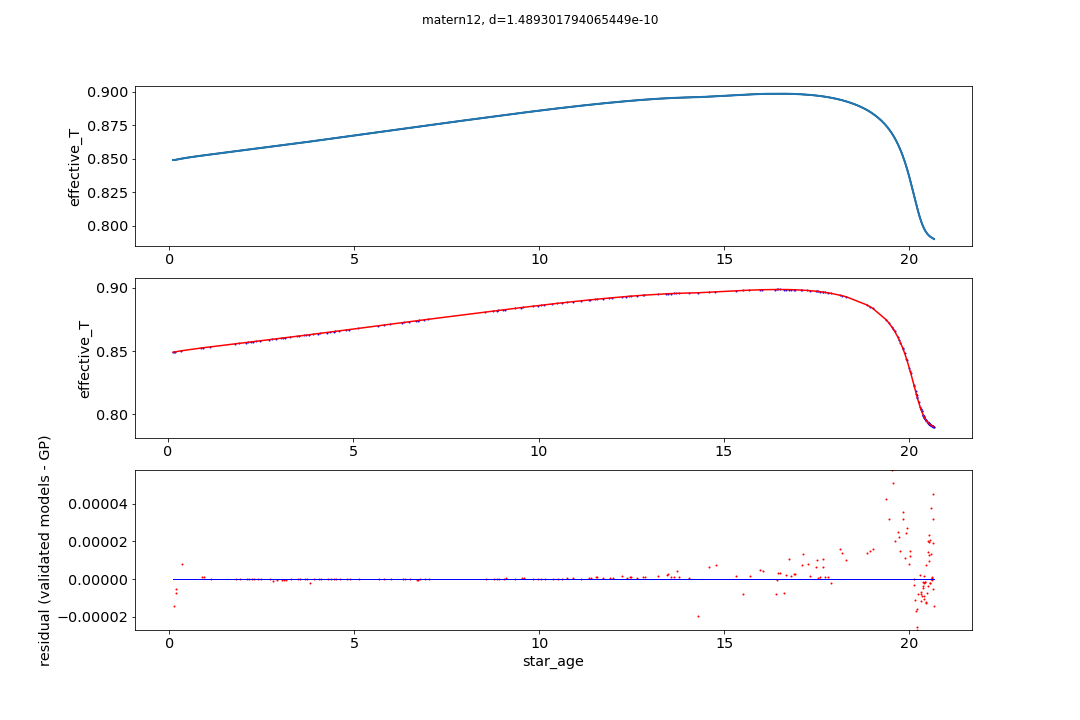 matern12, d=1.489301794065449e-10
0.900
0.875
0.850
0.825
0.800
effective_T
0 5 10 15 20
0.90
0.85
0.80
effective_T
0 5 10 15 20
0.00004
0.00002
0.00000
−0.00002
residual (validated models - GP)
0 5 10 15 20
star_age